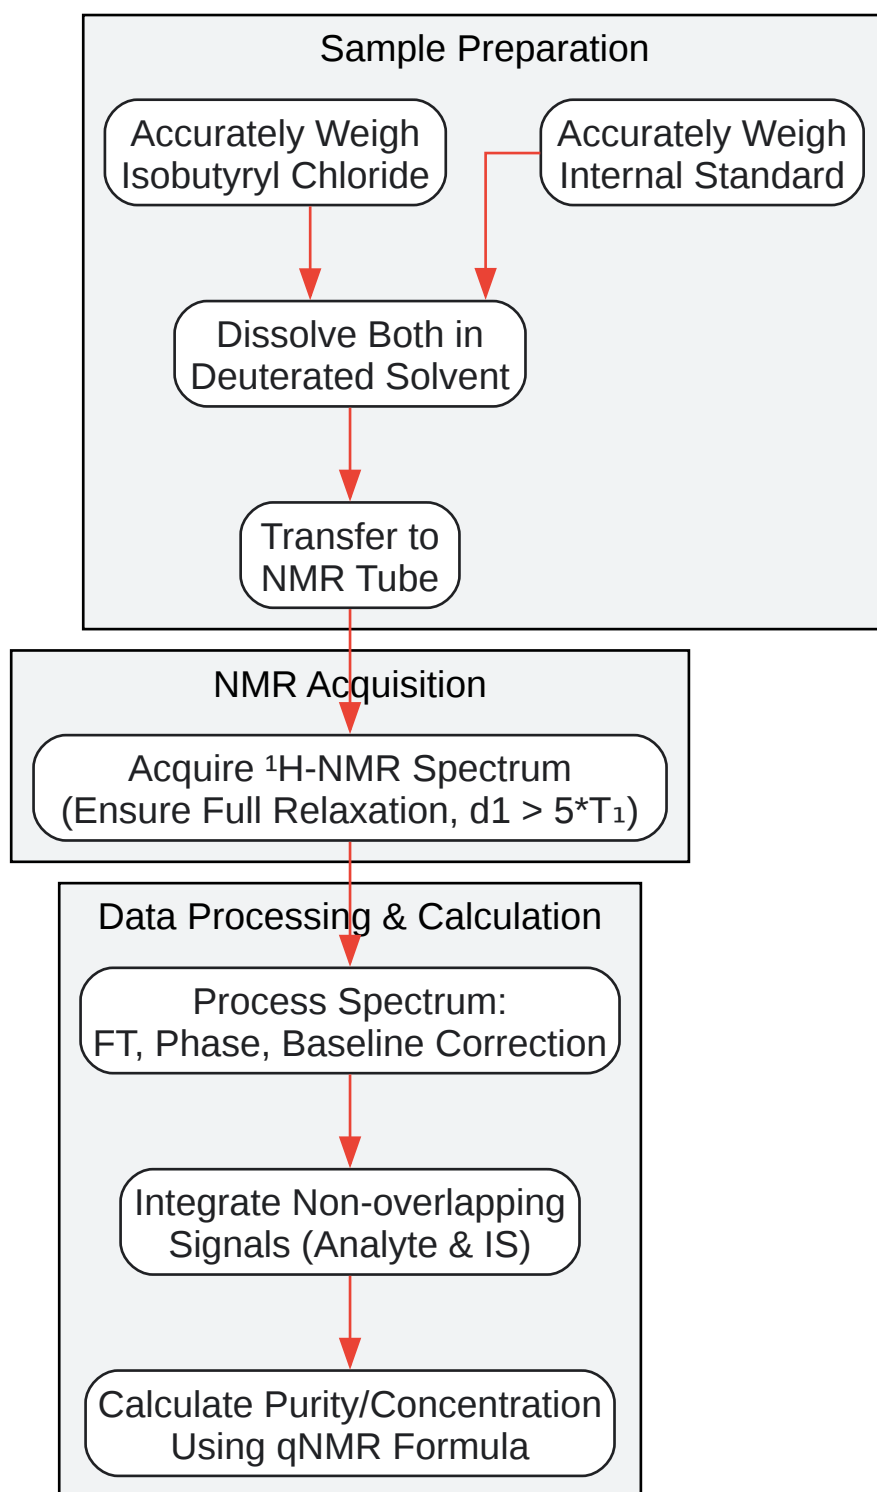 Sample Preparation
Accurately Weigh
Isobutyryl Chloride
Accurately Weigh
Internal Standard
Dissolve Both in
Deuterated Solvent
Transfer to
NMR Tube
NMR Acquisition
Acquire ¹H-NMR Spectrum
(Ensure Full Relaxation, d1 > 5*T₁)
Data Processing & Calculation
Process Spectrum:
FT, Phase, Baseline Correction
Integrate Non-overlapping
Signals (Analyte & IS)
Calculate Purity/Concentration
Using qNMR Formula